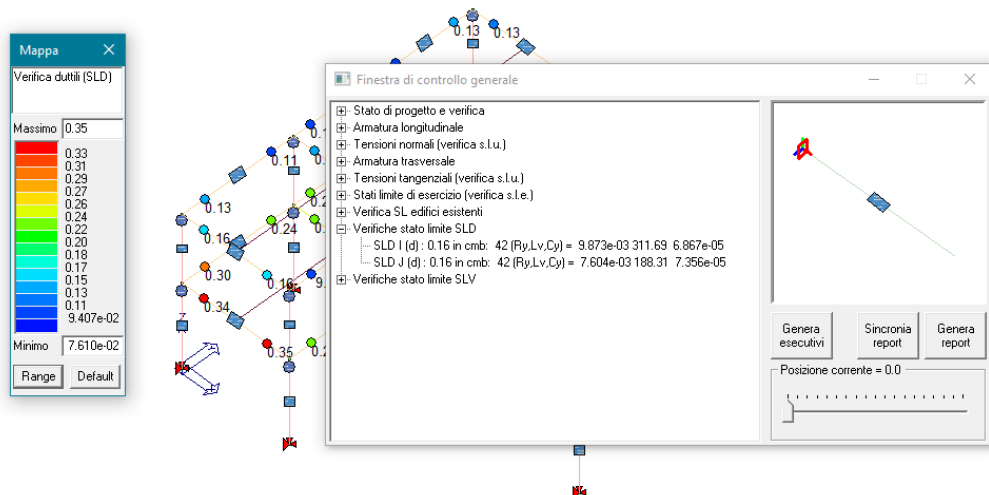 Mappa
Verifica duttili (SLD)
Massimo 0.35
0.33
0.31
0.29
0.27
0.26
0.24
0.22
0.20
0.18
0.17
0.15
0.13
0.11
9.407e-02
Minimo 7.610e-02
Range Default
0.13 0.13
0.11
0.13
0.16
0.24
0.30
0.16
0.34
0.35
Finestra di controllo generale
Stato di progetto e verifica
Armatura longitudinale
Tensioni normali (verifica s.l.u.)
Armatura trasversale
Tensioni tangenziali (verifica s.l.u.)
Stati limite di esercizio (verifica s.l.e.)
Verifica SL edifici esistenti
Verifiche stato limite SLD
SLD I (d) : 0.16 in cmb: 42 (Ry,Lv,Cy) = 9.873e-03 311.69 6.867e-05
SLD J (d) : 0.16 in cmb: 42 (Ry,Lv,Cy) = 7.604e-03 188.31 7.356e-05
Verifiche stato limite SLV
Genera esecutivi
Sincronia report
Genera report
Posizione corrente = 0.0